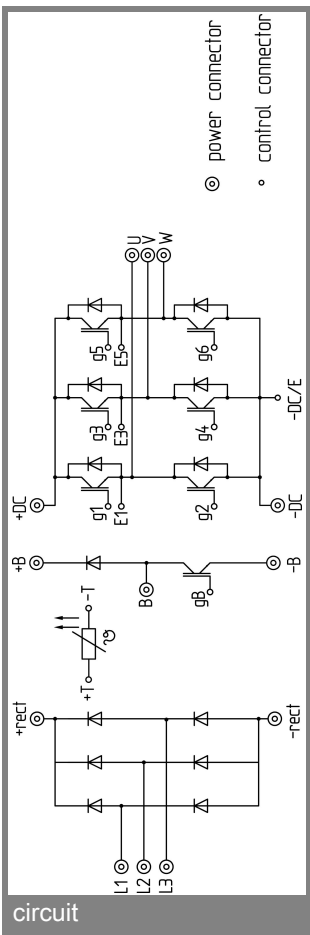 power connector
control connector
U
V
W
g5
E5
g6
g3
E3
g4
-DC/E
+DC
g1
E1
g2
-DC
+B
B
gB
-B
-T
+T
ϑ
+rect
-rect
L1
L2
L3
circuit